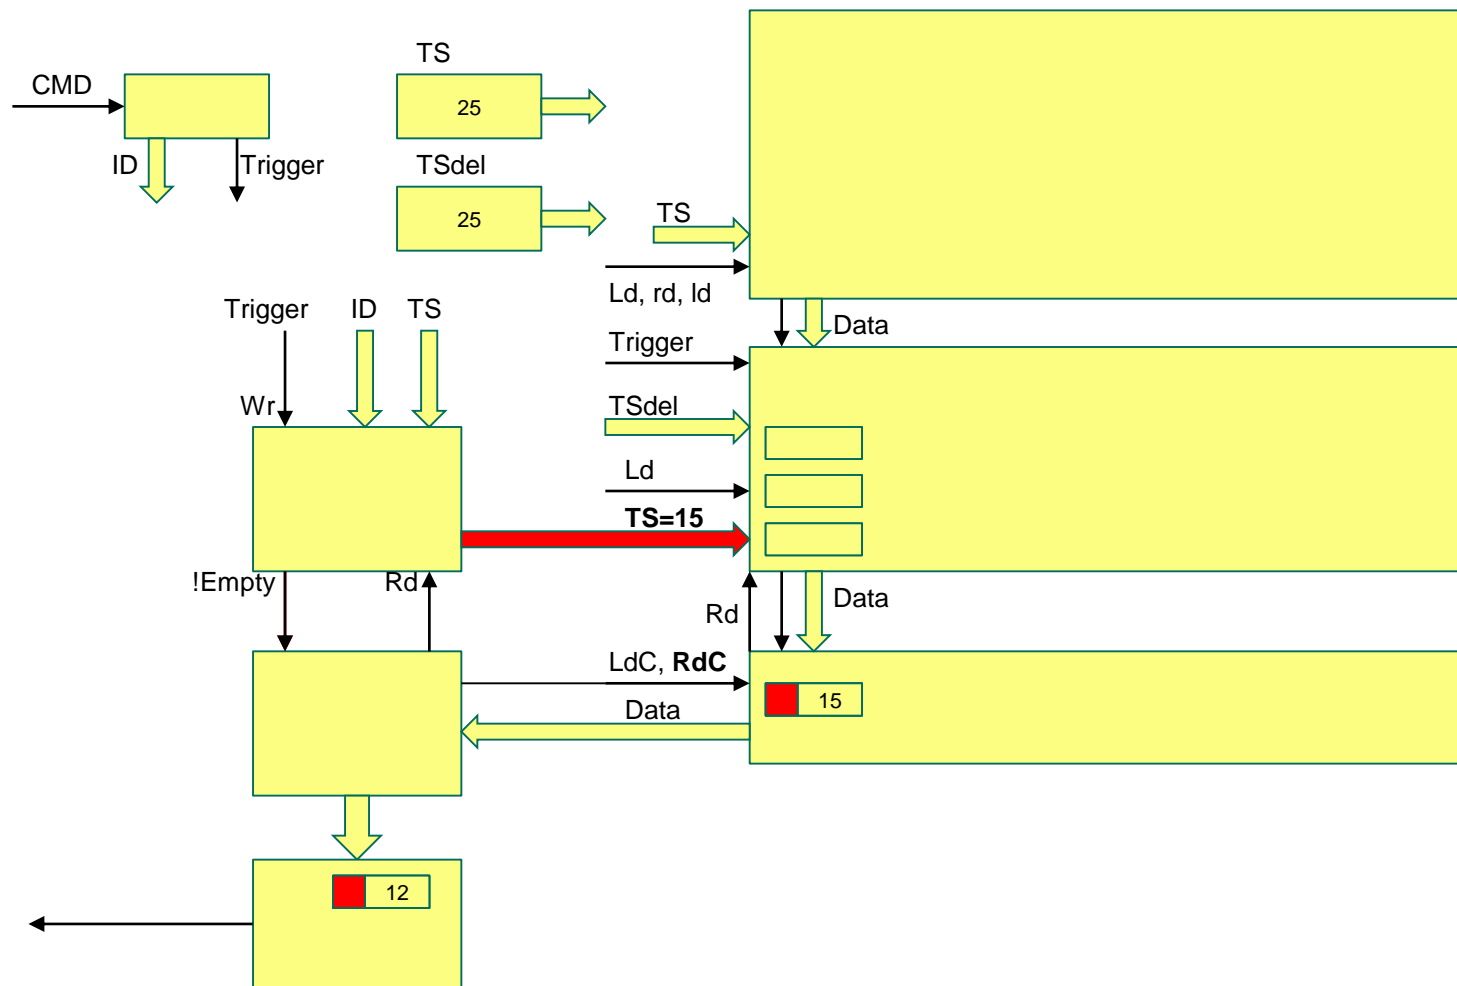 TS
CMD
25
ID
Trigger
TSdel
25
TS
Ld, rd, ld
Trigger
ID
TS
Data
Trigger
Wr
TSdel
Ld
TS=15
!Empty
Rd
Rd
Data
LdC, RdC
15
Data
12